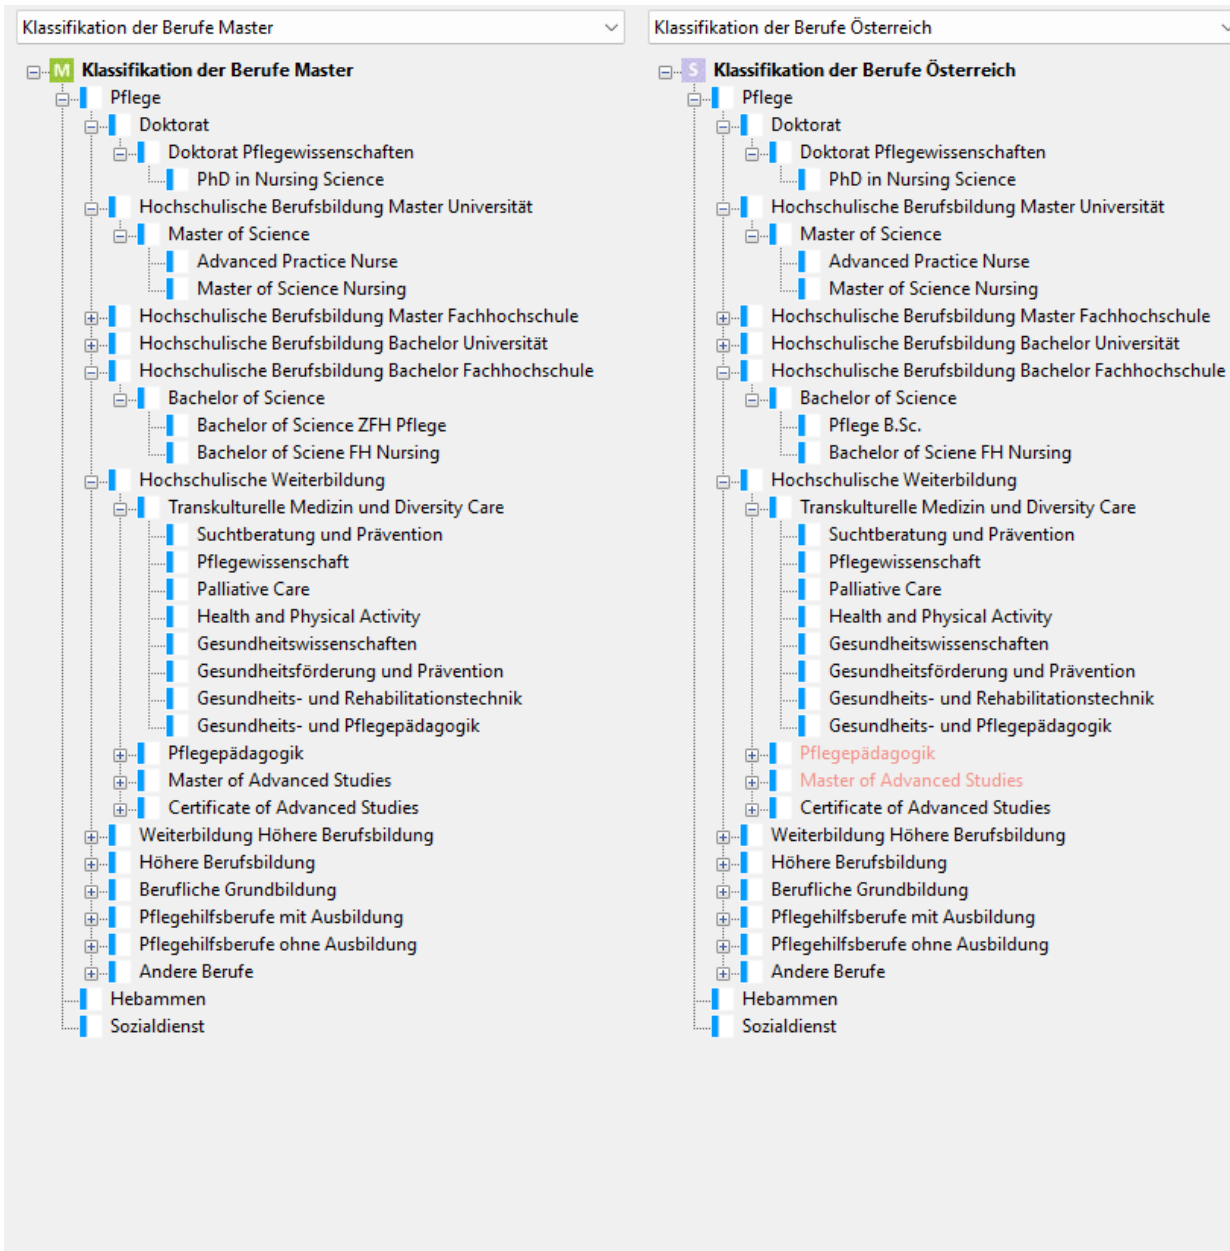 Klassifikation der Berufe Master
M Klassifikation der Berufe Master
Pflege
Doktorat
Doktorat Pflegewissenschaften
PhD in Nursing Science
Hochschulische Berufsbildung Master Universität
Master of Science
Advanced Practice Nurse
Master of Science Nursing
Hochschulische Berufsbildung Master Fachhochschule
Hochschulische Berufsbildung Bachelor Universität
Hochschulische Berufsbildung Bachelor Fachhochschule
Bachelor of Science
Bachelor of Science ZFH Pflege
Bachelor of Sciene FH Nursing
Hochschulische Weiterbildung
Transkulturelle Medizin und Diversity Care
Suchtberatung und Prävention
Pflegewissenschaft
Palliative Care
Health and Physical Activity
Gesundheitswissenschaften
Gesundheitsförderung und Prävention
Gesundheits- und Rehabilitationstechnik
Gesundheits- und Pflegepädagogik
Pflegepädagogik
Master of Advanced Studies
Certificate of Advanced Studies
Weiterbildung Höhere Berufsbildung
Höhere Berufsbildung
Berufliche Grundbildung
Pflegehilfsberufe mit Ausbildung
Pflegehilfsberufe ohne Ausbildung
Andere Berufe
Hebammen
Sozialdienst
Klassifikation der Berufe Österreich
S Klassifikation der Berufe Österreich
Pflege
Doktorat
Doktorat Pflegewissenschaften
PhD in Nursing Science
Hochschulische Berufsbildung Master Universität
Master of Science
Advanced Practice Nurse
Master of Science Nursing
Hochschulische Berufsbildung Master Fachhochschule
Hochschulische Berufsbildung Bachelor Universität
Hochschulische Berufsbildung Bachelor Fachhochschule
Bachelor of Science
Pflege B.Sc.
Bachelor of Sciene FH Nursing
Hochschulische Weiterbildung
Transkulturelle Medizin und Diversity Care
Suchtberatung und Prävention
Pflegewissenschaft
Palliative Care
Health and Physical Activity
Gesundheitswissenschaften
Gesundheitsförderung und Prävention
Gesundheits- und Rehabilitationstechnik
Gesundheits- und Pflegepädagogik
Pflegepädagogik
Master of Advanced Studies
Certificate of Advanced Studies
Weiterbildung Höhere Berufsbildung
Höhere Berufsbildung
Berufliche Grundbildung
Pflegehilfsberufe mit Ausbildung
Pflegehilfsberufe ohne Ausbildung
Andere Berufe
Hebammen
Sozialdienst